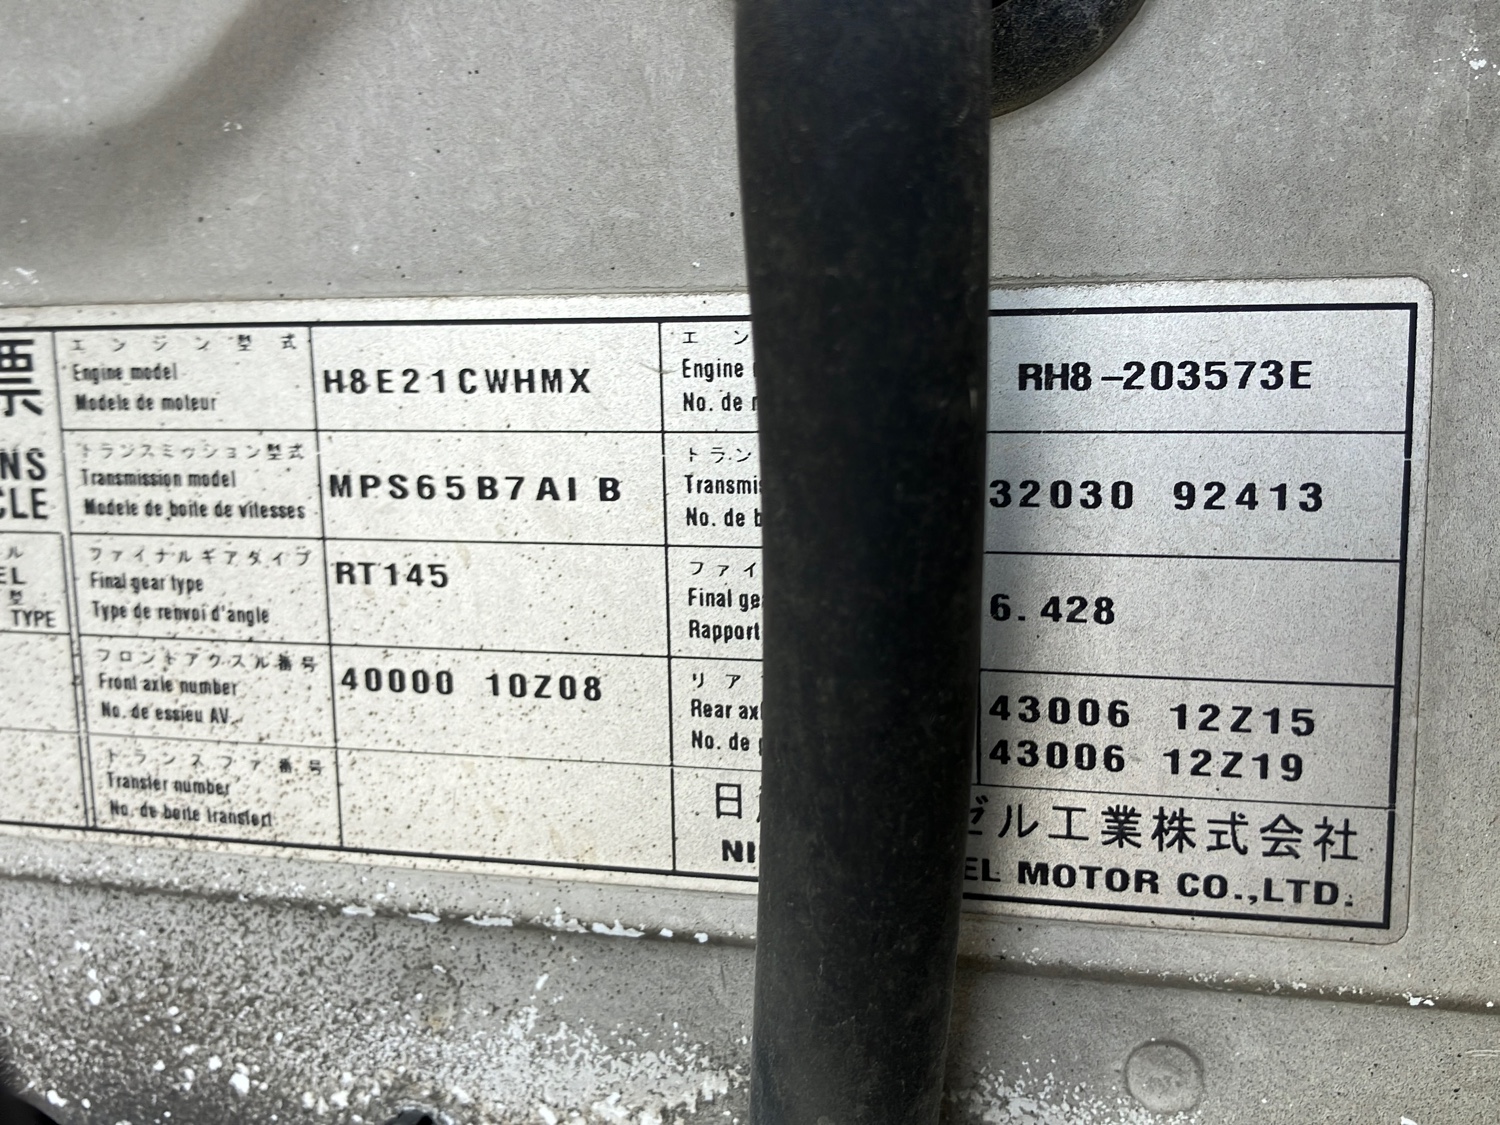 票
NS
CLE
ル
EL
型
TYPE
エンジン型式
Engine model
Modele de moteur
H8E21CWHMX
エン
Engine
No. de
RH8-203573E
トランスミッション型式
Transmission model
Modele de boite de vitesses
MPS65B7AI B
トラン
Transmi
No. de b
32030 92413
ファイナルギアタイプ
Final gear type
Type de renvoi d'angle
RT145
ファイ
Final ge
Rapport
6.428
フロントアクスル番号
Front axle number
No. de essieu AV.
40000 10Z08
リア
Rear ax
No. de
43006 12Z15
43006 12Z19
トランスファ番号
Transfer number
No. de boite transfert
日 ゼル工業株式会社
NI EL MOTOR CO.,LTD.